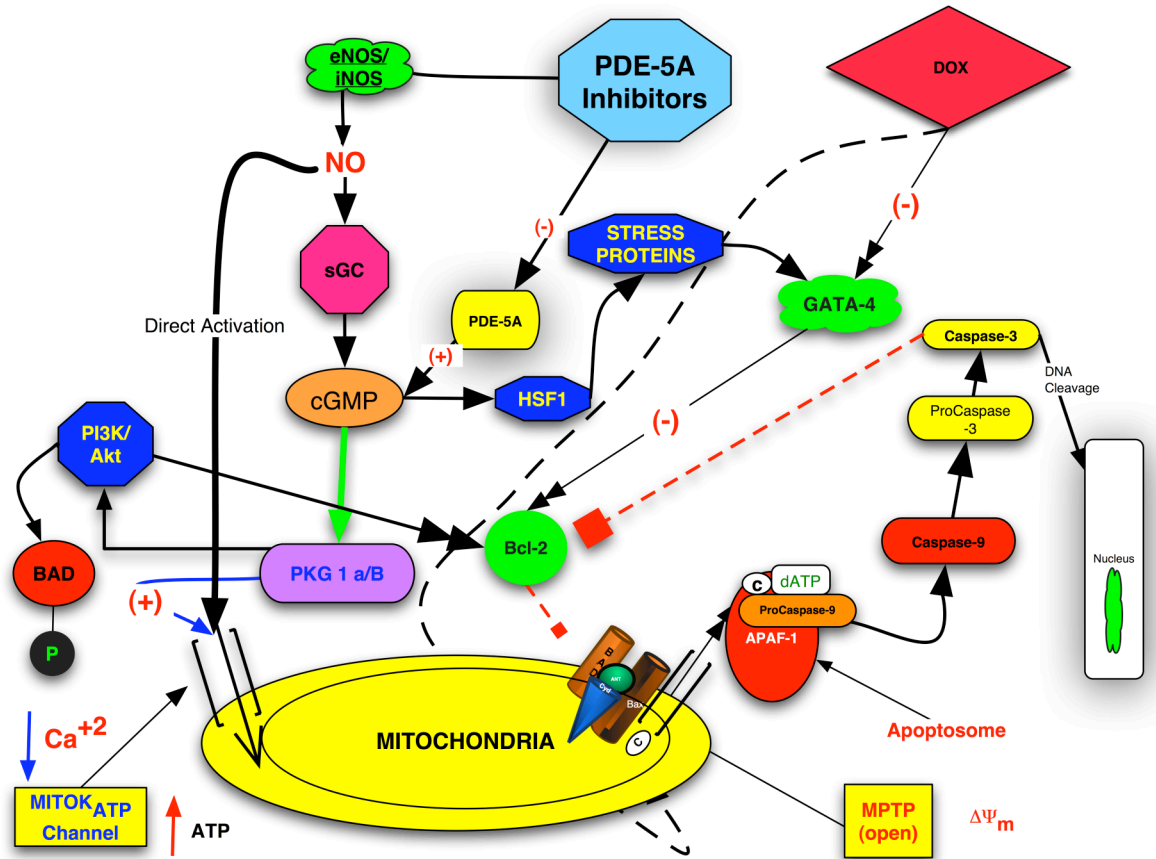 eNOS/
iNOS
PDE-5A
Inhibitors
DOX
NO
(-)
(-)
STRESS
PROTEINS
sGC
GATA-4
PDE-5A
Direct Activation
(+)
Caspase-3
DNA
Cleavage
cGMP
HSF1
ProCaspase
-3
(-)
PI3K/
Akt
Bcl-2
Caspase-9
BAD
PKG 1 a/B
Nucleus
c
dATP
(+)
ProCaspase-9
APAF-1
P
BAD
ANT
Cyd
Bax
C
Ca+2
MITOCHONDRIA
Apoptosome
MITOKATP
Channel
ATP
MPTP
(open)
ΔΨm